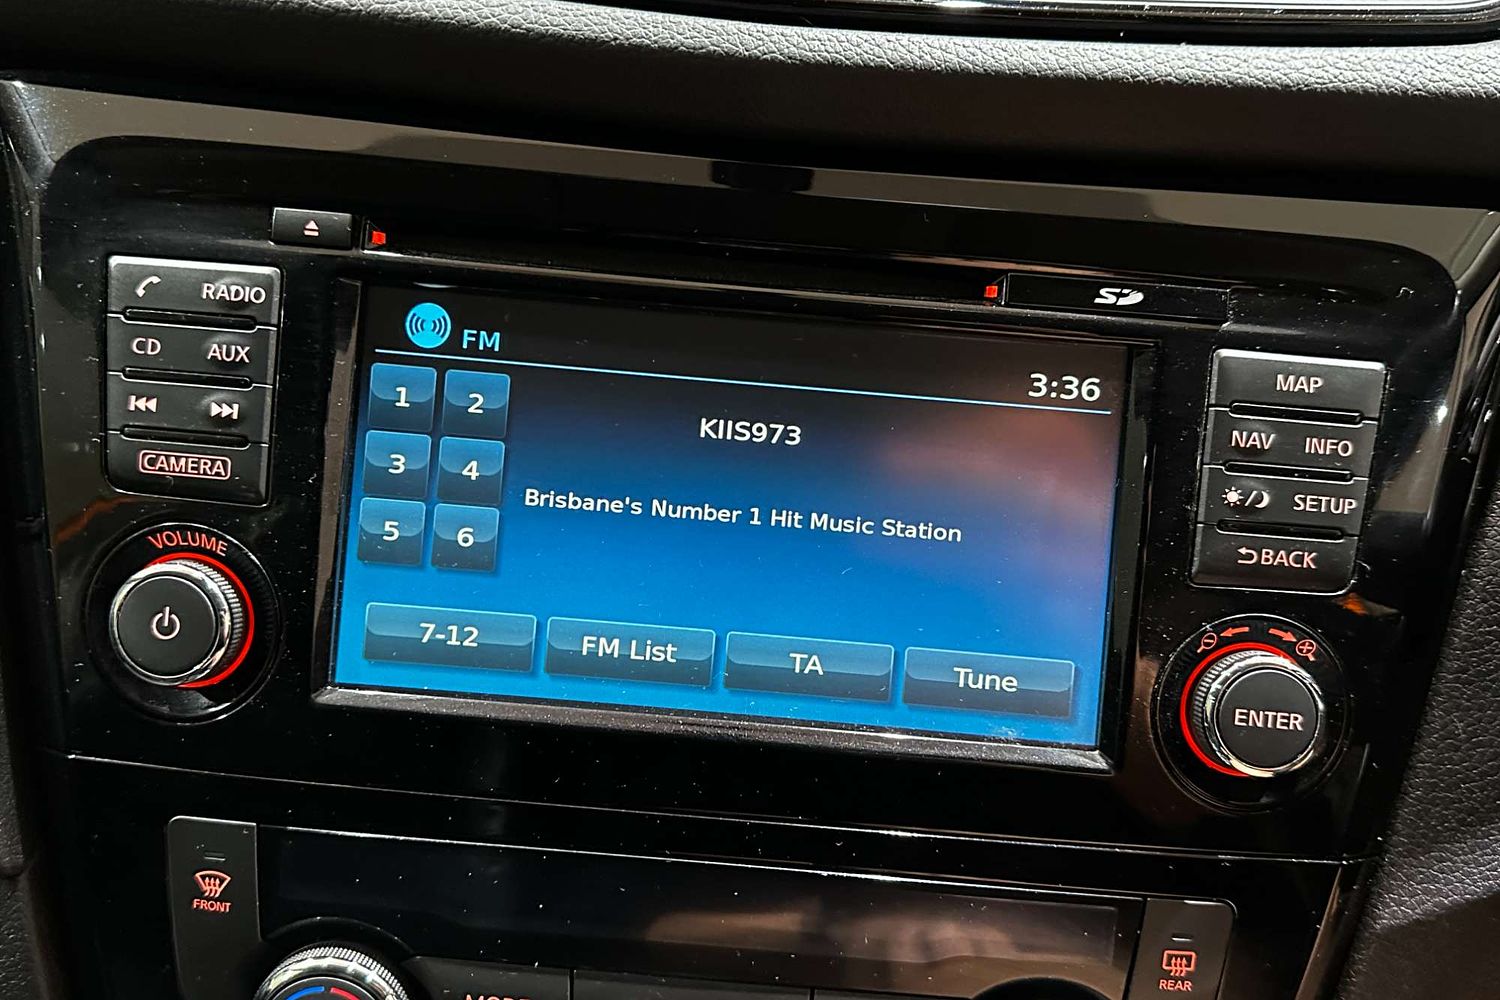 RADIO
CD AUX
CAMERA
VOLUME
SD
FM
3:36
1 2
3 4
5 6
KIIS973
Brisbane's Number 1 Hit Music Station
7-12 FM List TA Tune
MAP
NAV INFO
SETUP
BACK
ENTER
FRONT
REAR